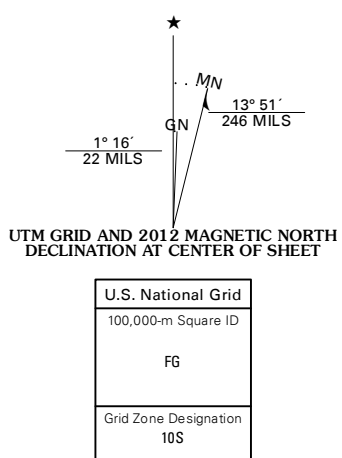 MN
13° 51´
246 MILS
GN
1° 16´
22 MILS
UTM GRID AND 2012 MAGNETIC NORTH
DECLINATION AT CENTER OF SHEET
U.S. National Grid
100,000-m Square ID
FG
Grid Zone Designation
10S